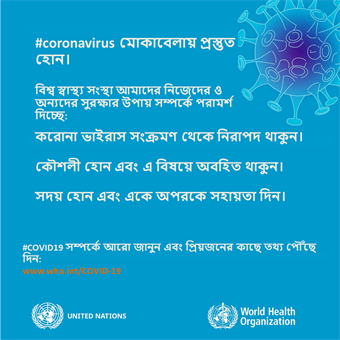 #coronavirus মোকাবেলায় প্রস্তুত
হোন।
বিশ্ব স্বাস্থ্য সংস্থা আমাদের নিজেদের ও
অন্যদের সুরক্ষার উপায় সম্পর্কে পরামর্শ
দিচ্ছে:
করোনা ভাইরাস সংক্রমণ থেকে নিরাপদ থাকুন।
কৌশলী হোন এবং এ বিষয়ে অবহিত থাকুন।
সদয় হোন এবং একে অপরকে সহায়তা দিন।
#COVID19 সম্পর্কে আরো জানুন এবং প্রিয়জনের কাছে তথ্য পৌঁছে
দিন:
www.who.int/COVID-19
UNITED NATIONS
World Health
Organization